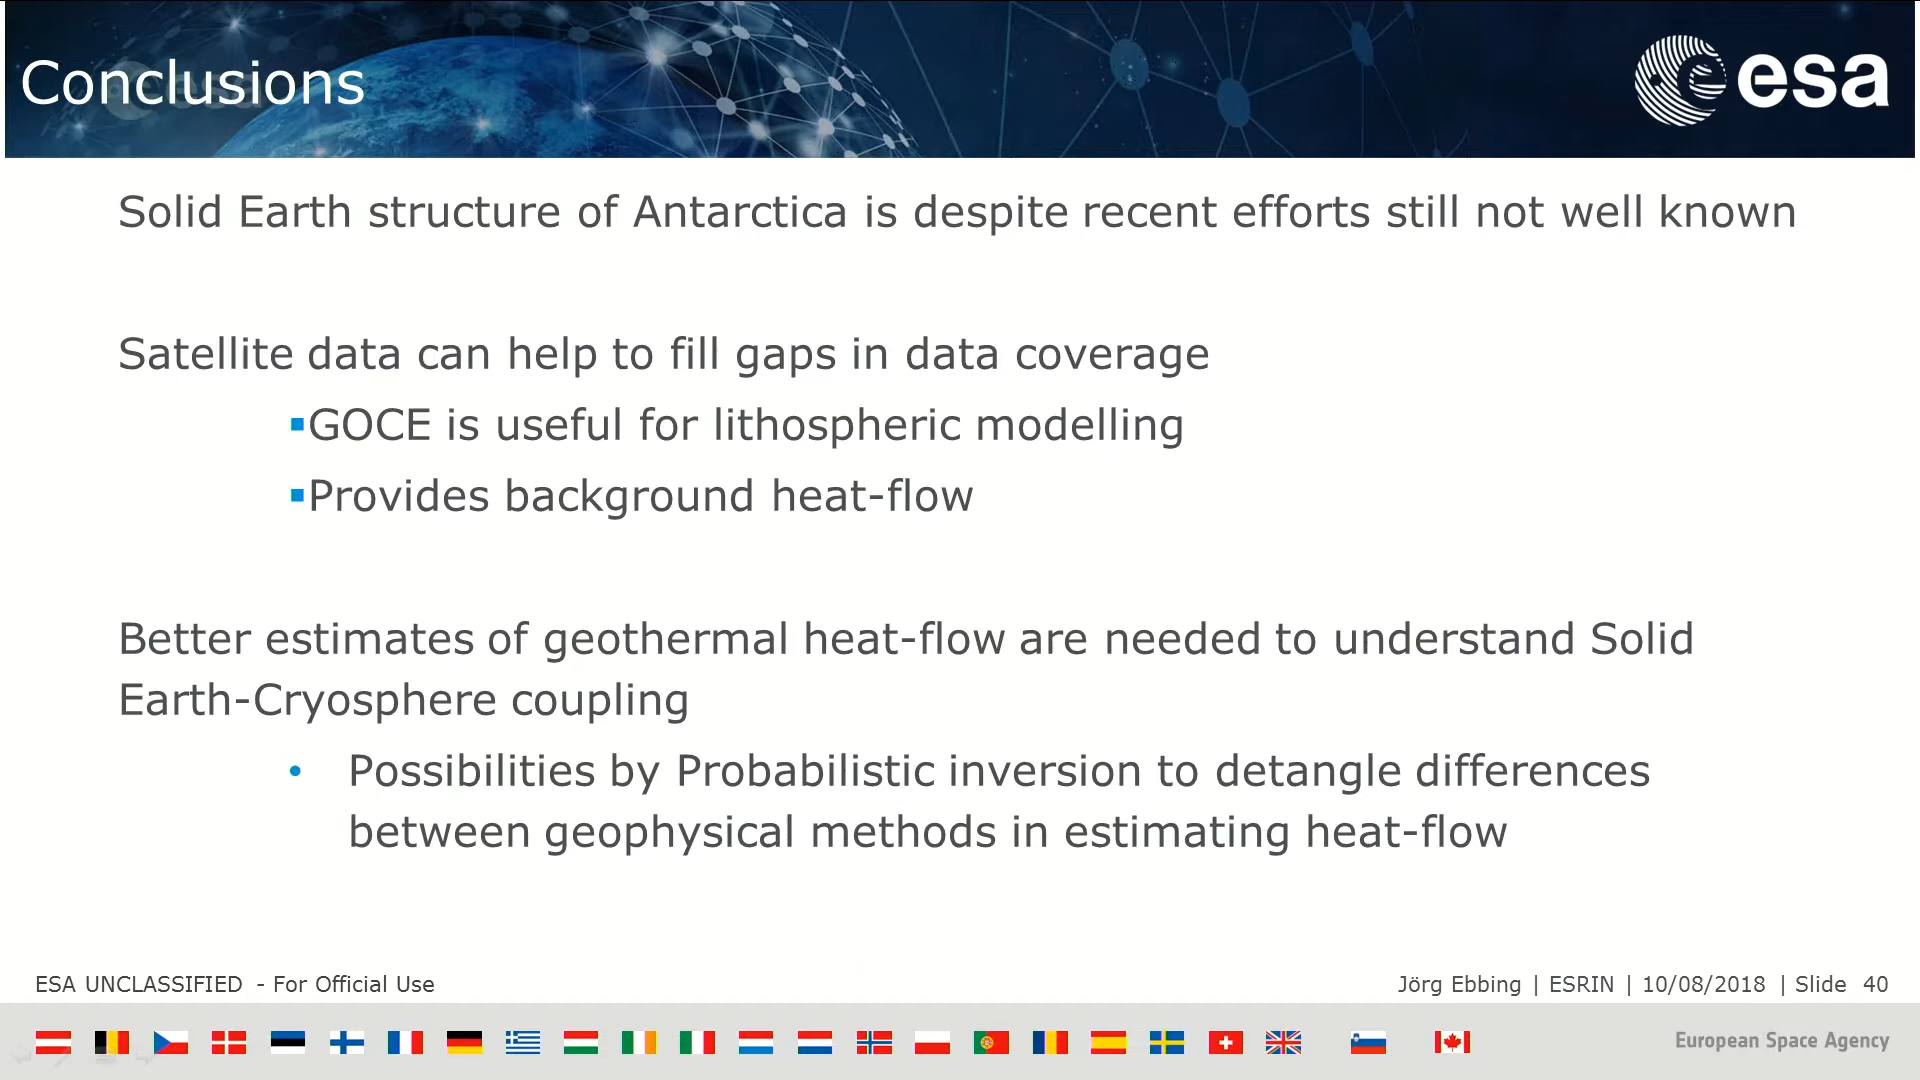 Conclusions
esa
Solid Earth structure of Antarctica is despite recent efforts still not well known
Satellite data can help to fill gaps in data coverage
▪GOCE is useful for lithospheric modelling
▪Provides background heat-flow
Better estimates of geothermal heat-flow are needed to understand Solid
Earth-Cryosphere coupling
• Possibilities by Probabilistic inversion to detangle differences
between geophysical methods in estimating heat-flow
ESA UNCLASSIFIED - For Official Use
Jörg Ebbing | ESRIN | 10/08/2018 | Slide 40
European Space Agency